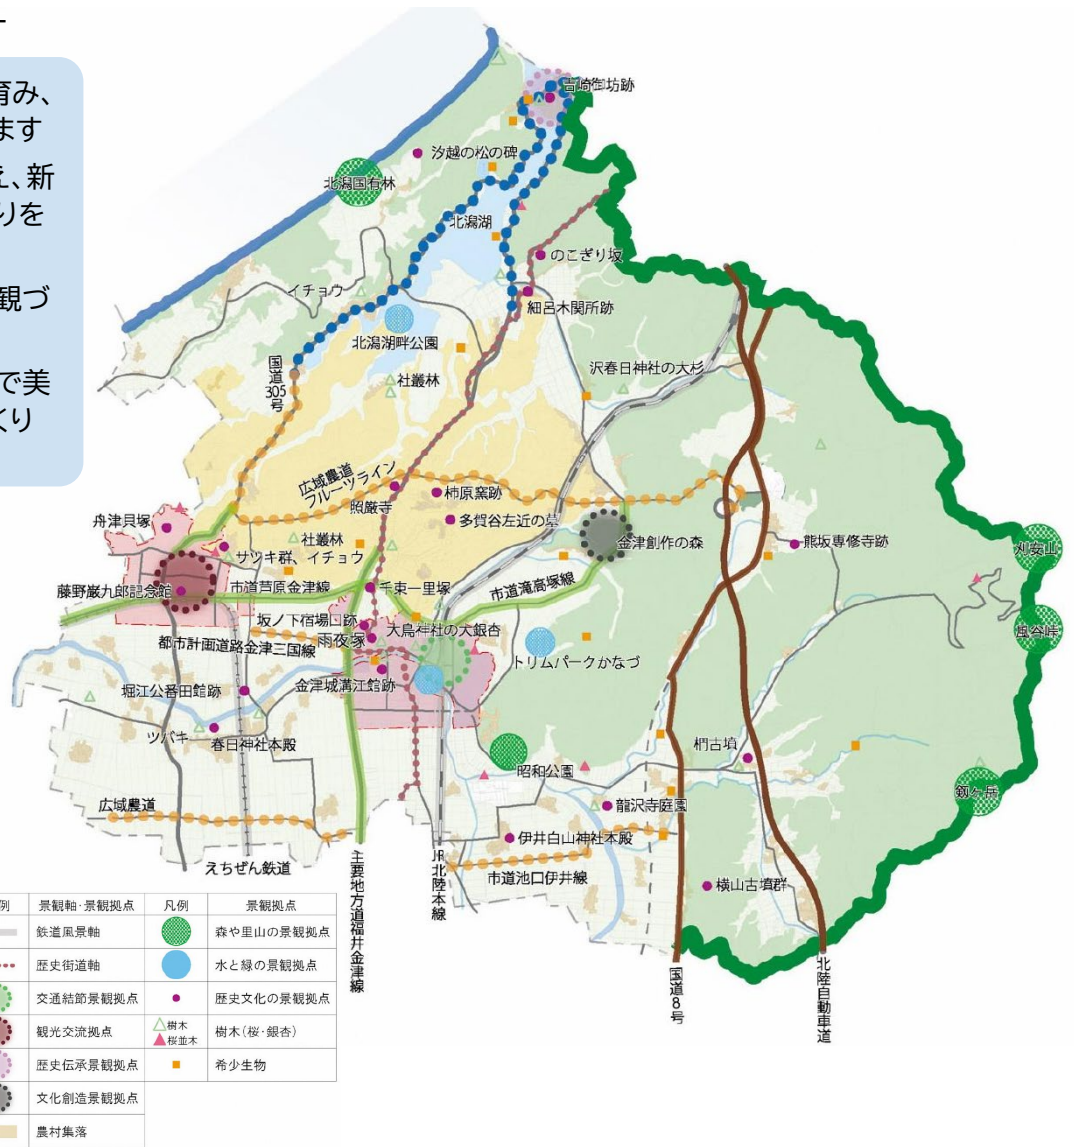 育み、
ます
え、新
りを
観づ
で美
くり
吉崎御坊跡
汐越の松の碑
北潟国有林
北潟湖
のこぎり坂
イチョウ
細呂木関所跡
北潟湖畔公園
国道305号
沢春日神社の大杉
社叢林
広域農道
フルーツライン
柿原窯跡
照厳寺
多賀谷左近の墓
舟津貝塚
社叢林
サツキ群、イチョウ
金津創作の森
熊坂専修寺跡
刈安山
藤野巌九郎記念館
市道芦原金津線
千束一里塚
市道滝高塚線
坂ノ下宿場口跡
大鳥神社の大銀杏
風谷峠
都市計画道路金津三国線
雨夜塚
トリムパークかなづ
堀江公番田館跡
金津城溝江館跡
ツバキ
春日神社本殿
椚古墳
昭和公園
剱ヶ岳
広域農道
龍沢寺庭園
伊井白山神社本殿
えちぜん鉄道
主要地方道福井金津線
JR北陸本線
市道池口伊井線
横山古墳群
国道8号
北陸自動車道
例 景観軸・景観拠点 凡例 景観拠点
鉄道風景軸 森や里山の景観拠点
歴史街道軸 水と緑の景観拠点
交通結節景観拠点 歴史文化の景観拠点
観光交流拠点 樹木 桜並木 樹木(桜・銀杏)
歴史伝承景観拠点 希少生物
文化創造景観拠点
農村集落